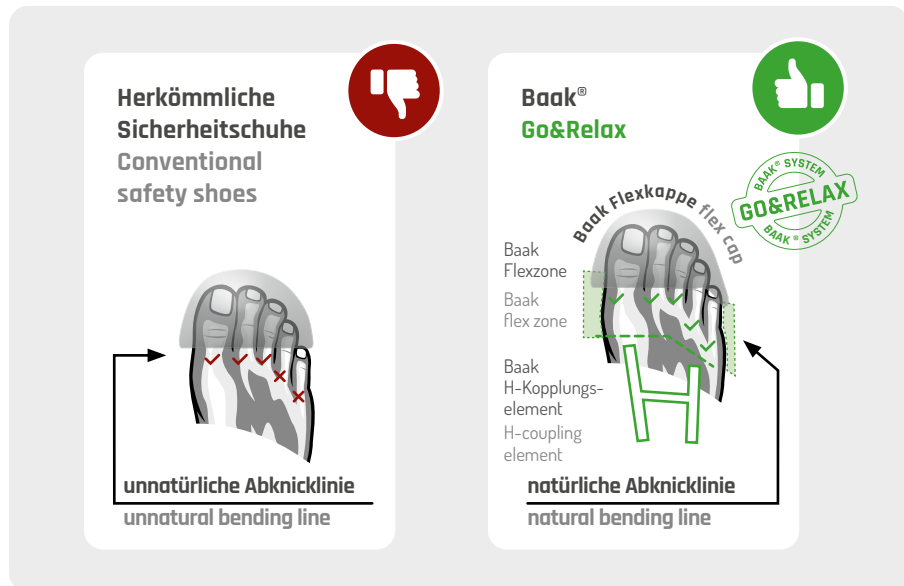 Herkömmliche
Sicherheitschuhe
Conventional
safety shoes
unnatürliche Abknicklinie
unnatural bending line
Baak®
Go&Relax
BAAK® SYSTEM
GO&RELAX
BAAK® SYSTEM
Baak Flexkappe flex cap
Baak
Flexzone
Baak
flex zone
Baak
H-Kopplungs-
element
H-coupling
element
natürliche Abknicklinie
natural bending line